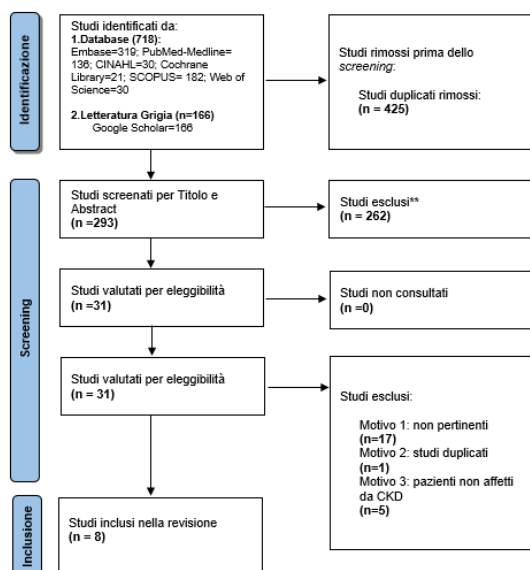 Identificazione
Studi identificati da:
1.Database (718):
Embase=319; PubMed-Medline=
136; CINAHL=30; Cochrane
Library=21; SCOPUS= 182; Web of
Science=30
2.Letteratura Grigia (n=166)
Google Scholar=166
Studi rimossi prima dello
screening:
Studi duplicati rimossi:
(n = 425)
Screening
Studi screenati per Titolo e
Abstract
(n =293)
Studi esclusi**
(n = 262)
Studi valutati per eleggibilità
(n =31)
Studi non consultati
(n =0)
Studi valutati per eleggibilità
(n = 31)
Studi esclusi:
Motivo 1: non pertinenti
(n=17)
Motivo 2: studi duplicati
(n=1)
Motivo 3: pazienti non affetti
da CKD
(n=5)
Inclusione
Studi inclusi nella revisione
(n = 8)